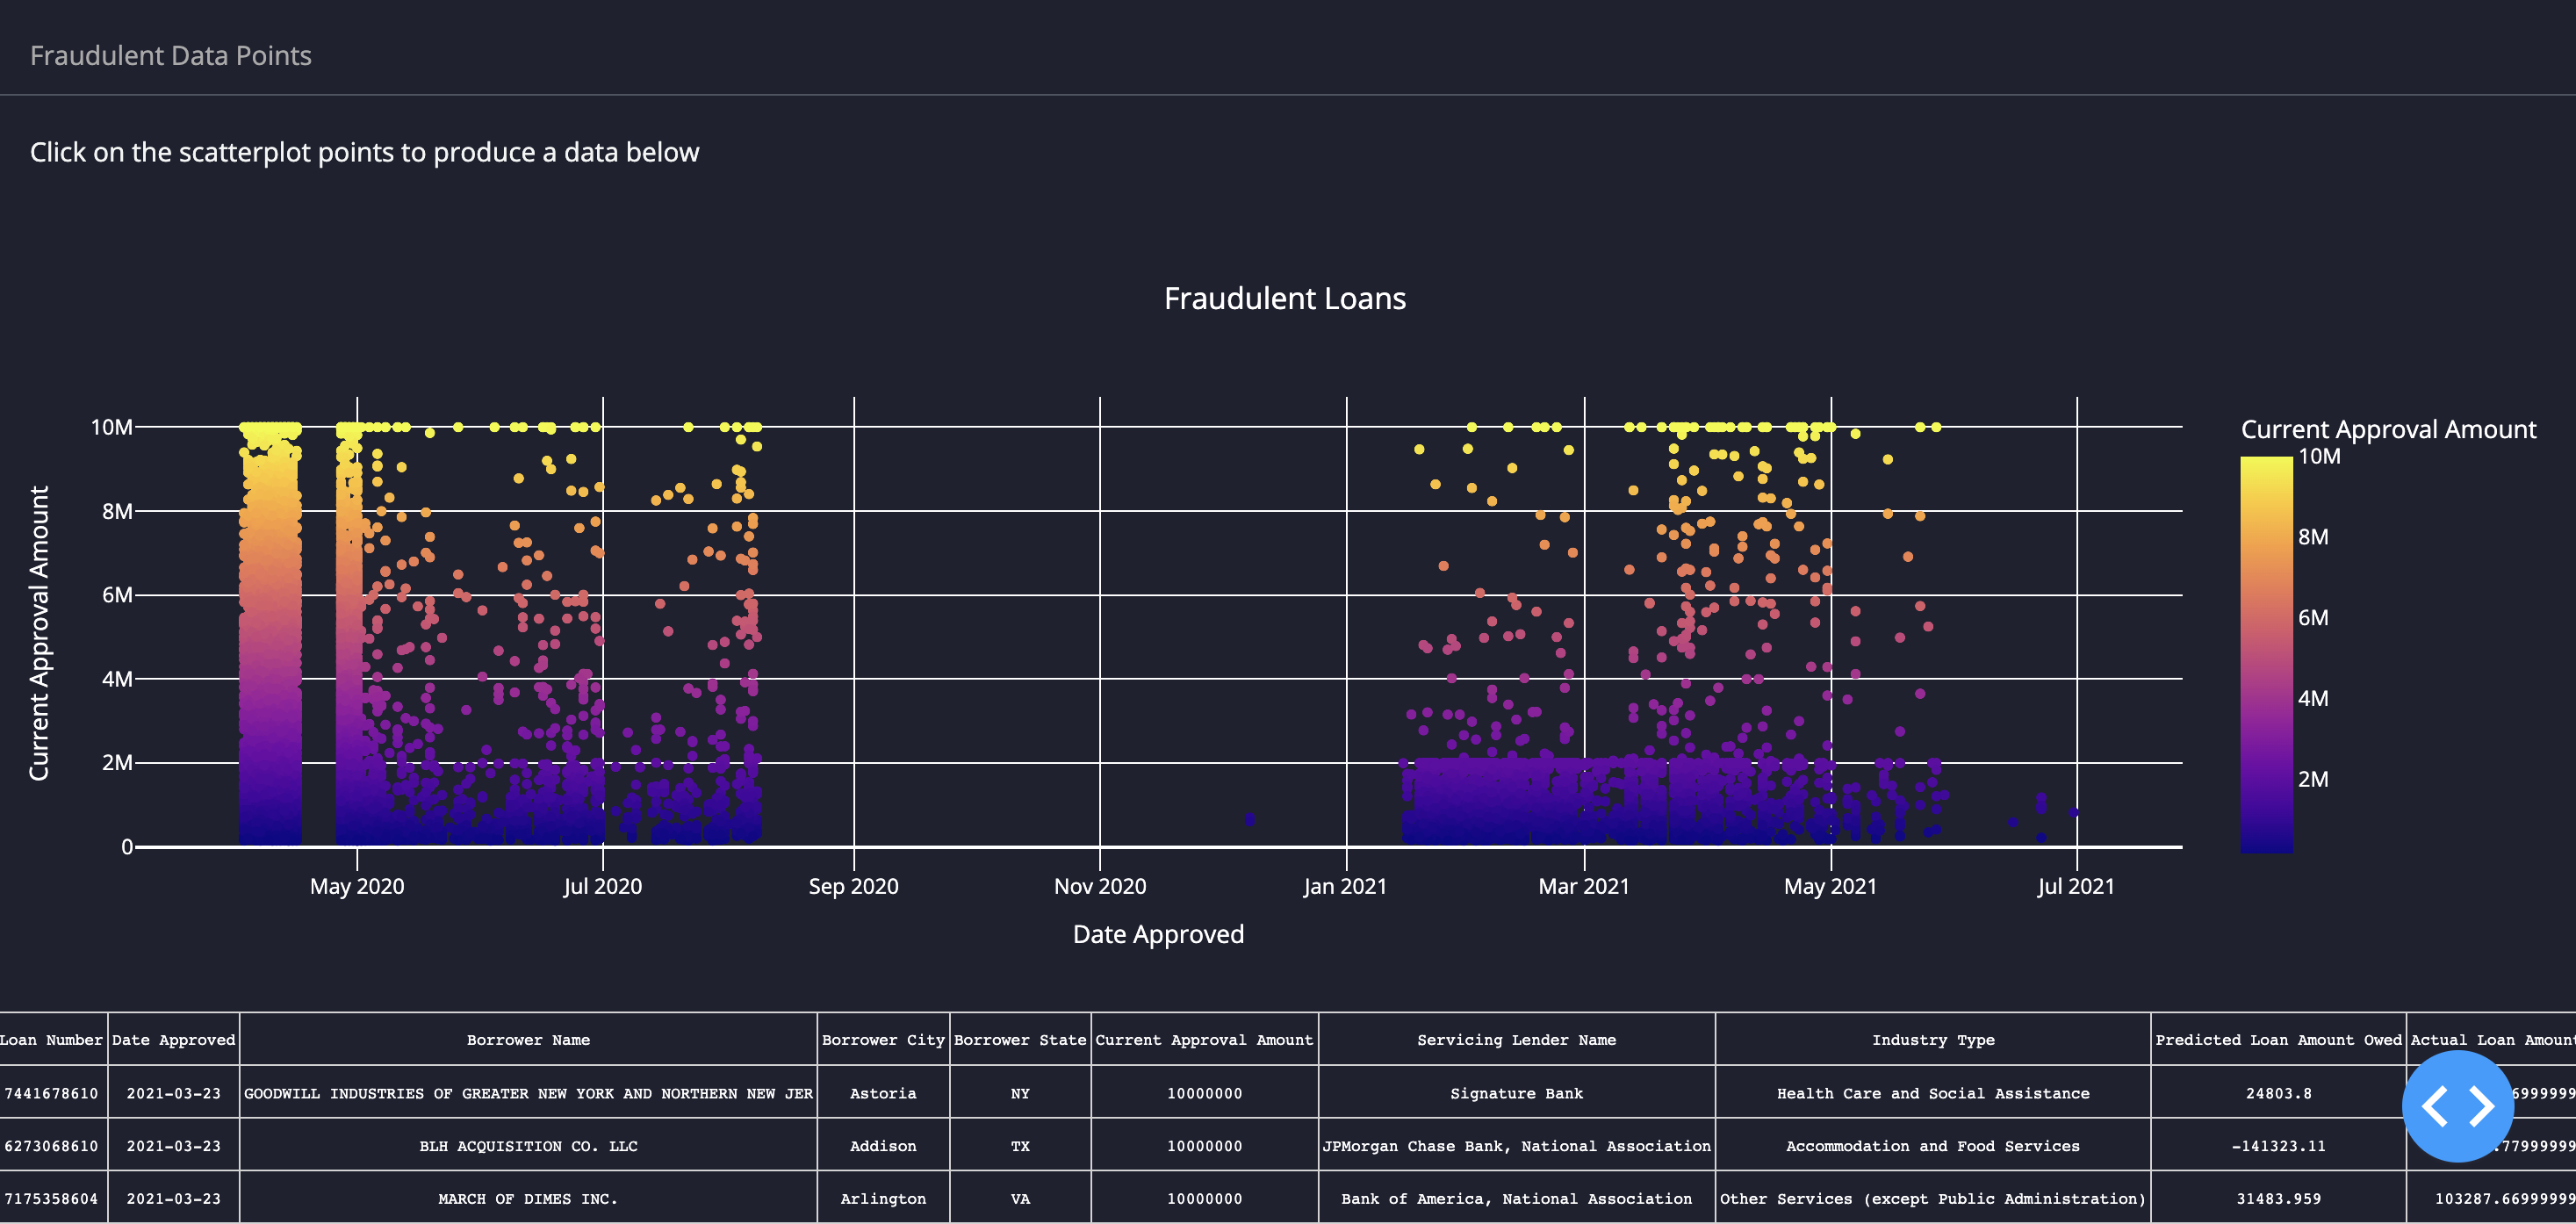 Fraudulent Data Points
Click on the scatterplot points to produce a data below
Fraudulent Loans
Current Approval Amount
10M
8M
6M
4M
2M
0
May 2020 Jul 2020 Sep 2020 Nov 2020 Jan 2021 Mar 2021 May 2021 Jul 2021
Date Approved
Current Approval Amount
10M
8M
6M
4M
2M
Loan Number Date Approved Borrower Name Borrower City Borrower State Current Approval Amount Servicing Lender Name Industry Type Predicted Loan Amount Owed Actual Loan Amount
7441678610 2021-03-23 GOODWILL INDUSTRIES OF GREATER NEW YORK AND NORTHERN NEW JER Astoria NY 10000000 Signature Bank Health Care and Social Assistance 24803.8 
6273068610 2021-03-23 BLH ACQUISITION CO. LLC Addison TX 10000000 JPMorgan Chase Bank, National Association Accommodation and Food Services -141323.11
7175358604 2021-03-23 MARCH OF DIMES INC. Arlington VA 10000000 Bank of America, National Association Other Services (except Public Administration) 31483.959 103287.66999999